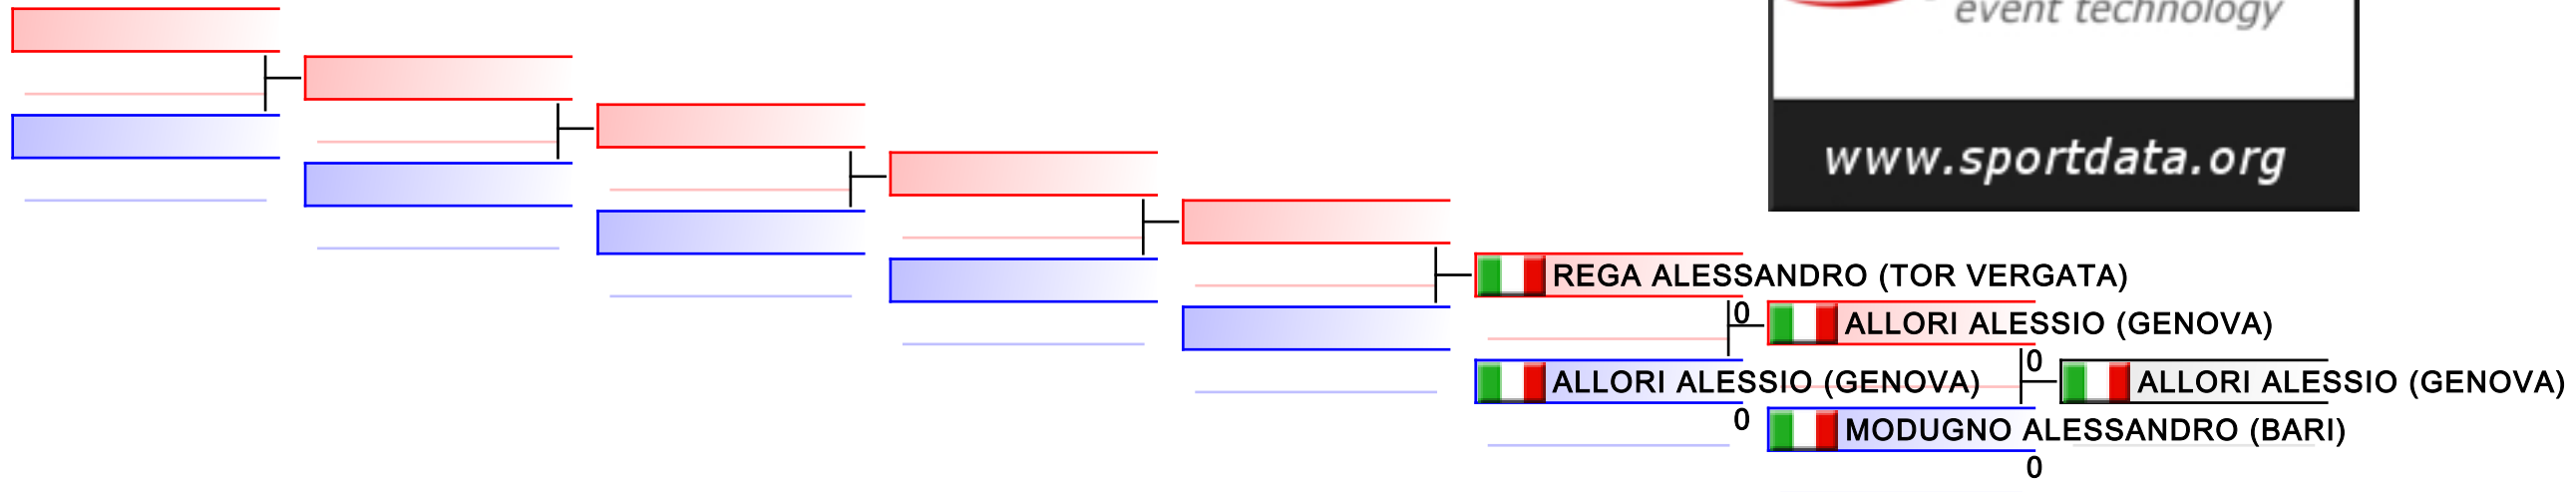 event technology
www.sportdata.org
REGA ALESSANDRO (TOR VERGATA)
0
ALLORI ALESSIO (GENOVA)
0
ALLORI ALESSIO (GENOVA)
ALLORI ALESSIO (GENOVA)
0
MODUGNO ALESSANDRO (BARI)
0